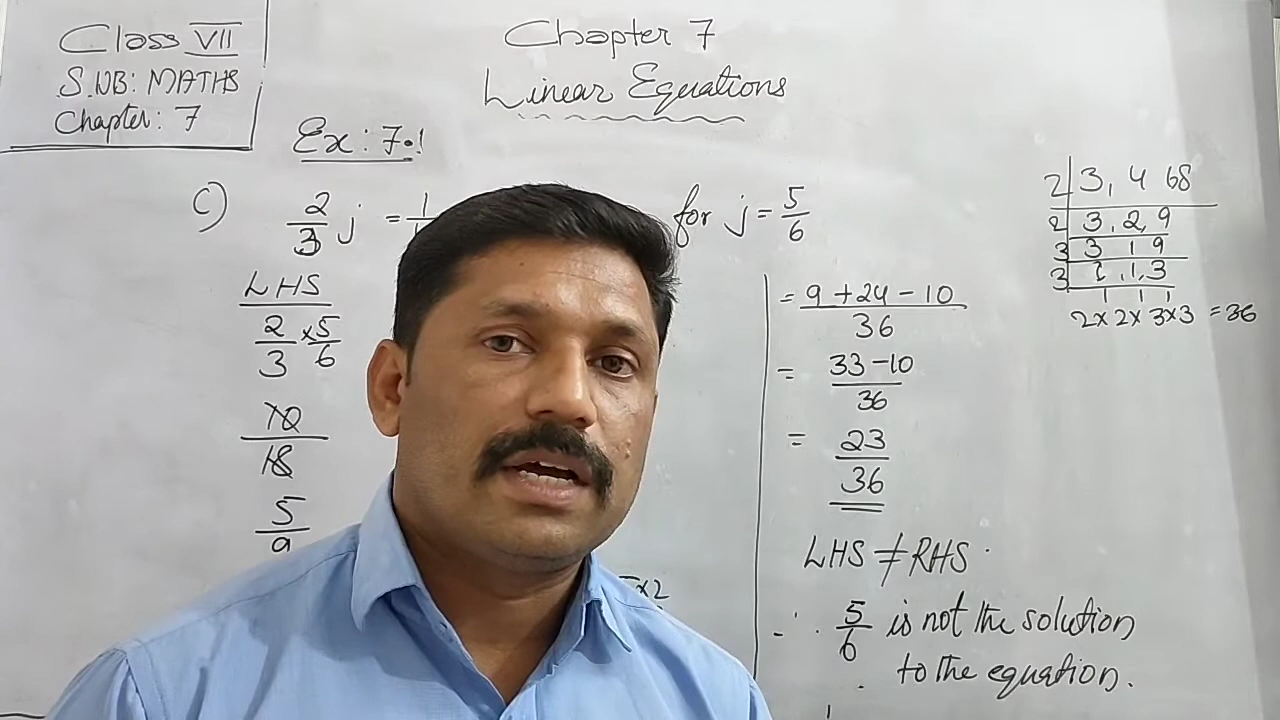 Class VII
S.NB: MATHS
Chapter: 7
Chapter 7
Linear Equations
Ex: 7.1
c) 2/3 j = 1/ for j = 5/6
LHS
2/3 × 5/6
10/18
5/9
= 9 + 24 - 10 / 36
= 33 - 10 / 36
= 23/36
LHS ≠ RHS.
∴ 5/6 is not the solution
to the equation.
×2
2 | 3, 4
2 | 3, 2, 9
3 | 3 1 9
3 | 1, 1, 3
1 1 1
2×2×3×3 = 36